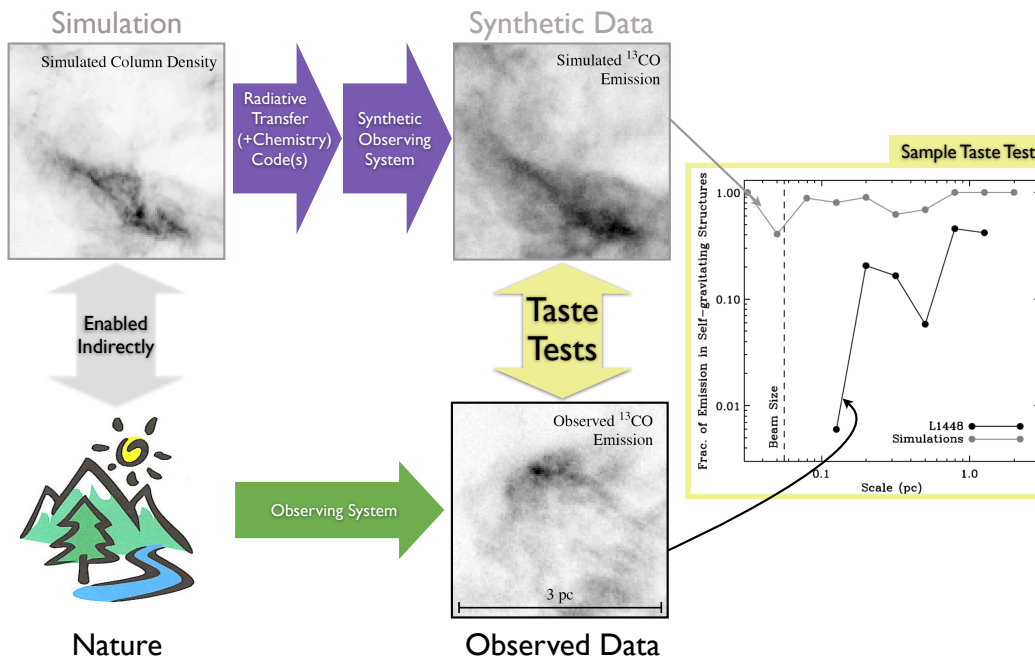 Simulation
Synthetic Data
Simulated Column Density
Radiative
Transfer
(+Chemistry)
Code(s)
Synthetic
Observing
System
Simulated ¹³CO
Emission
Sample Taste Test
Enabled
Indirectly
Taste
Tests
Frac. of Emission in Self-gravitating Structures
1.00
0.10
0.01
Beam Size
L1448
Simulations
0.1
1.0
Scale (pc)
Observing System
Observed ¹³CO
Emission
3 pc
Nature
Observed Data